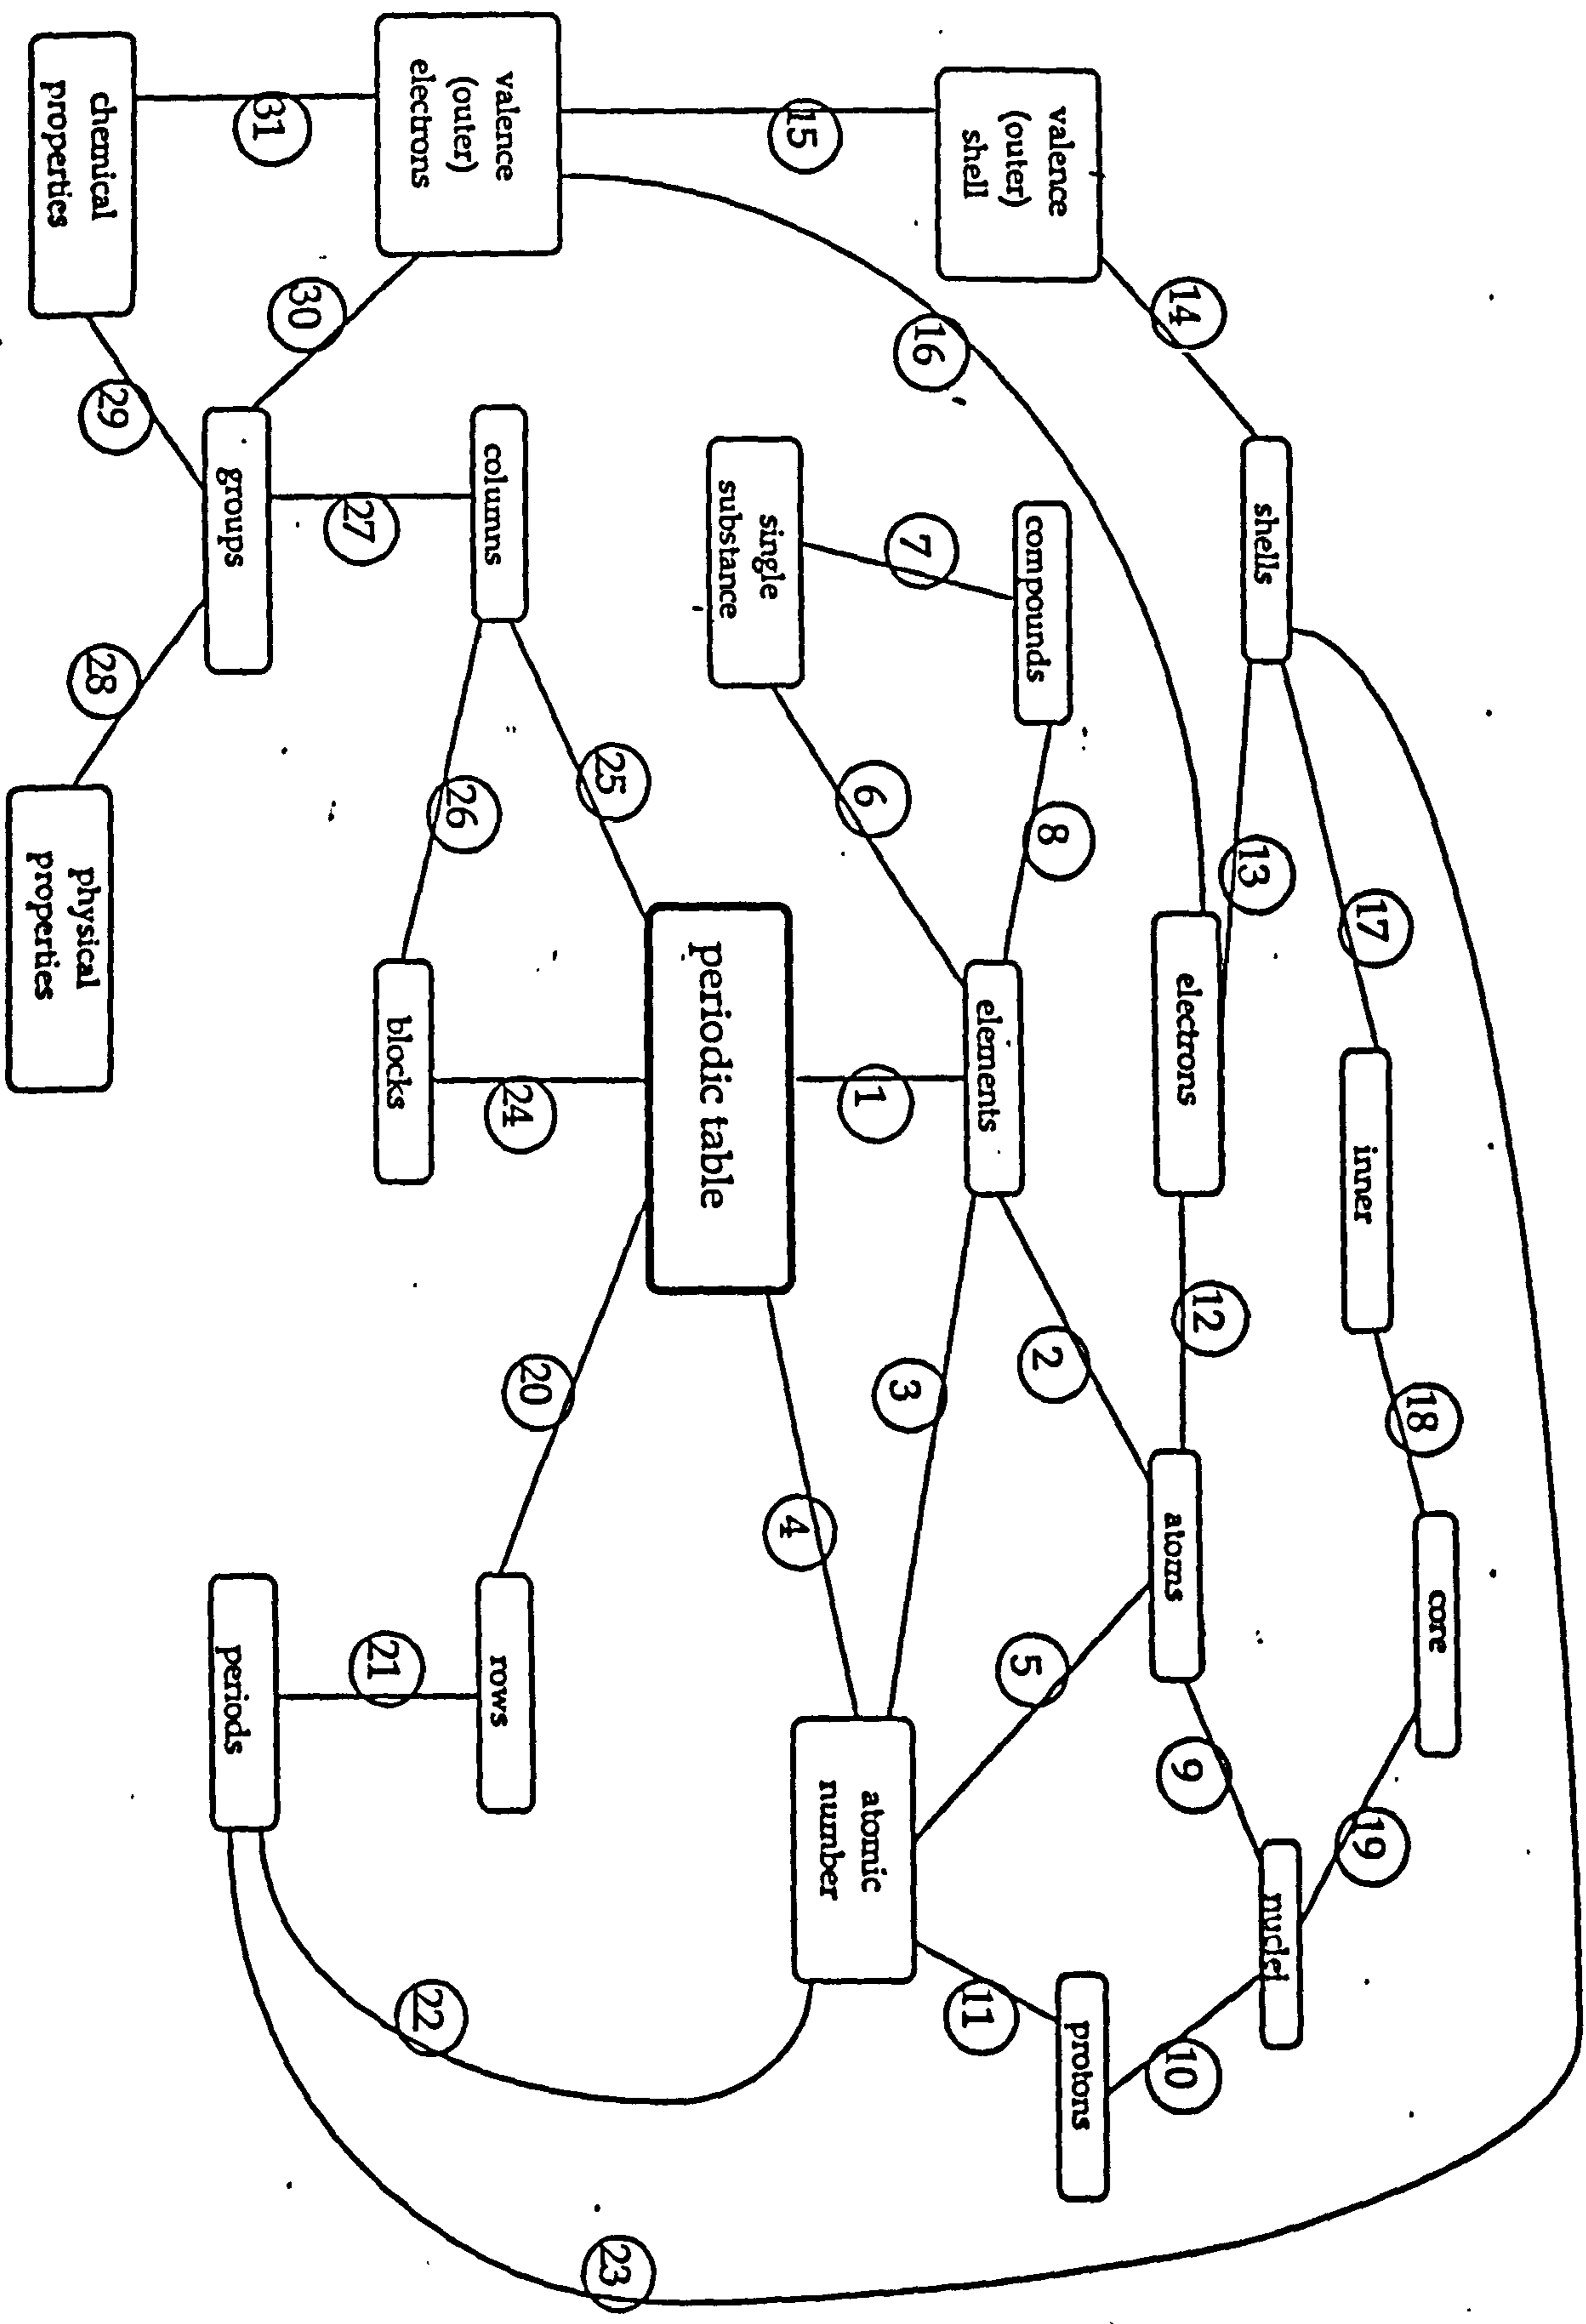 18
core
17
inner
19
shells
nuclei
13
12
14
electrons
atoms
9
10
valence
(outer)
shell
compounds
8
2
5
protons
elements
3
11
16
7
6
1
atomic
number
15
single
substance
4
periodic table
25
23
valence
(outer)
electrons
columns
26
24
20
rows
22
27
blocks
21
30
31
groups
periods
chemical
properties
29
28
physical
properties